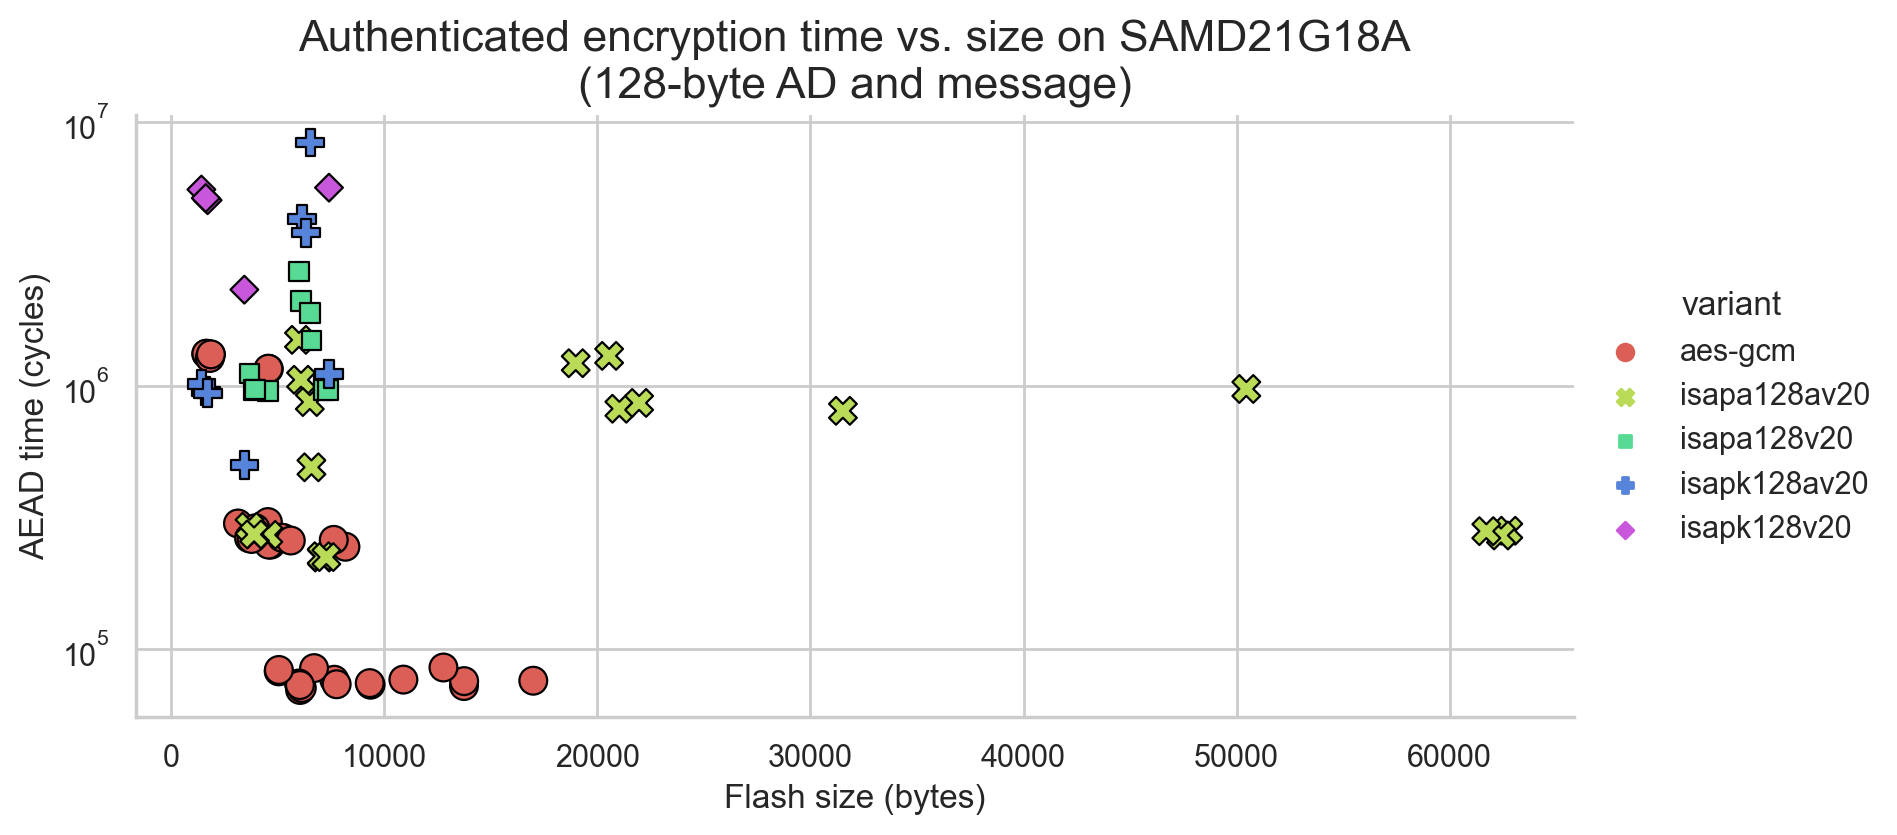 Authenticated encryption time vs. size on SAMD21G18A
(128-byte AD and message)
AEAD time (cycles)
10^7
10^6
10^5
0 10000 20000 30000 40000 50000 60000
Flash size (bytes)
variant
aes-gcm
isapa128av20
isapa128v20
isapk128av20
isapk128v20